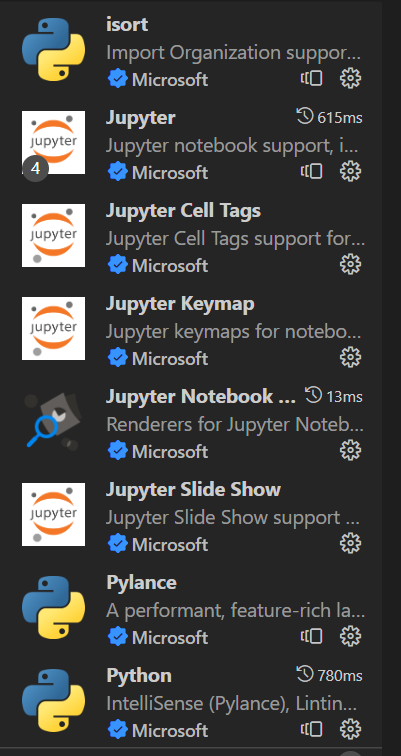 isort
Import Organization suppor...
Microsoft
Jupyter 615ms
Jupyter notebook support, i...
Microsoft
jupyter
4
Jupyter Cell Tags
Jupyter Cell Tags support for...
Microsoft
jupyter
Jupyter Keymap
Jupyter keymaps for notebo...
Microsoft
jupyter
Jupyter Notebook ... 13ms
Renderers for Jupyter Noteb...
Microsoft
Jupyter Slide Show
Jupyter Slide Show support ...
Microsoft
jupyter
Pylance
A performant, feature-rich la...
Microsoft
Python 780ms
IntelliSense (Pylance), Lintin...
Microsoft